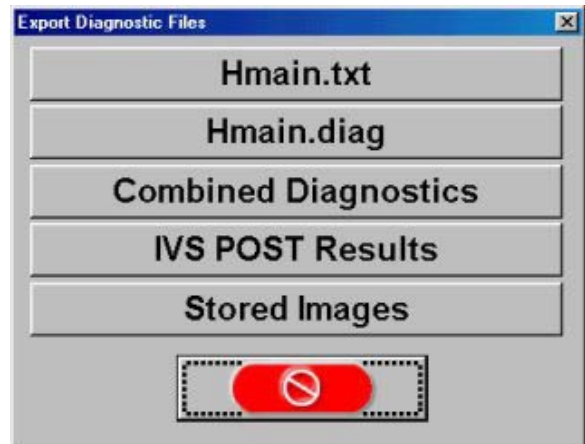 Export Diagnostic Files
Hmain.txt
Hmain.diag
Combined Diagnostics
IVS POST Results
Stored Images